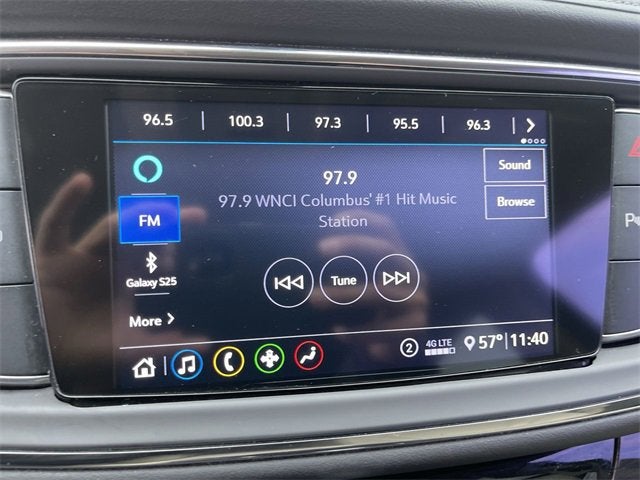 96.5 100.3 97.3 95.5 96.3
97.9
Sound
97.9 WNCI Columbus' #1 Hit Music
Station
Browse
FM
Galaxy S25
Tune
More
2 4G LTE 57° 11:40